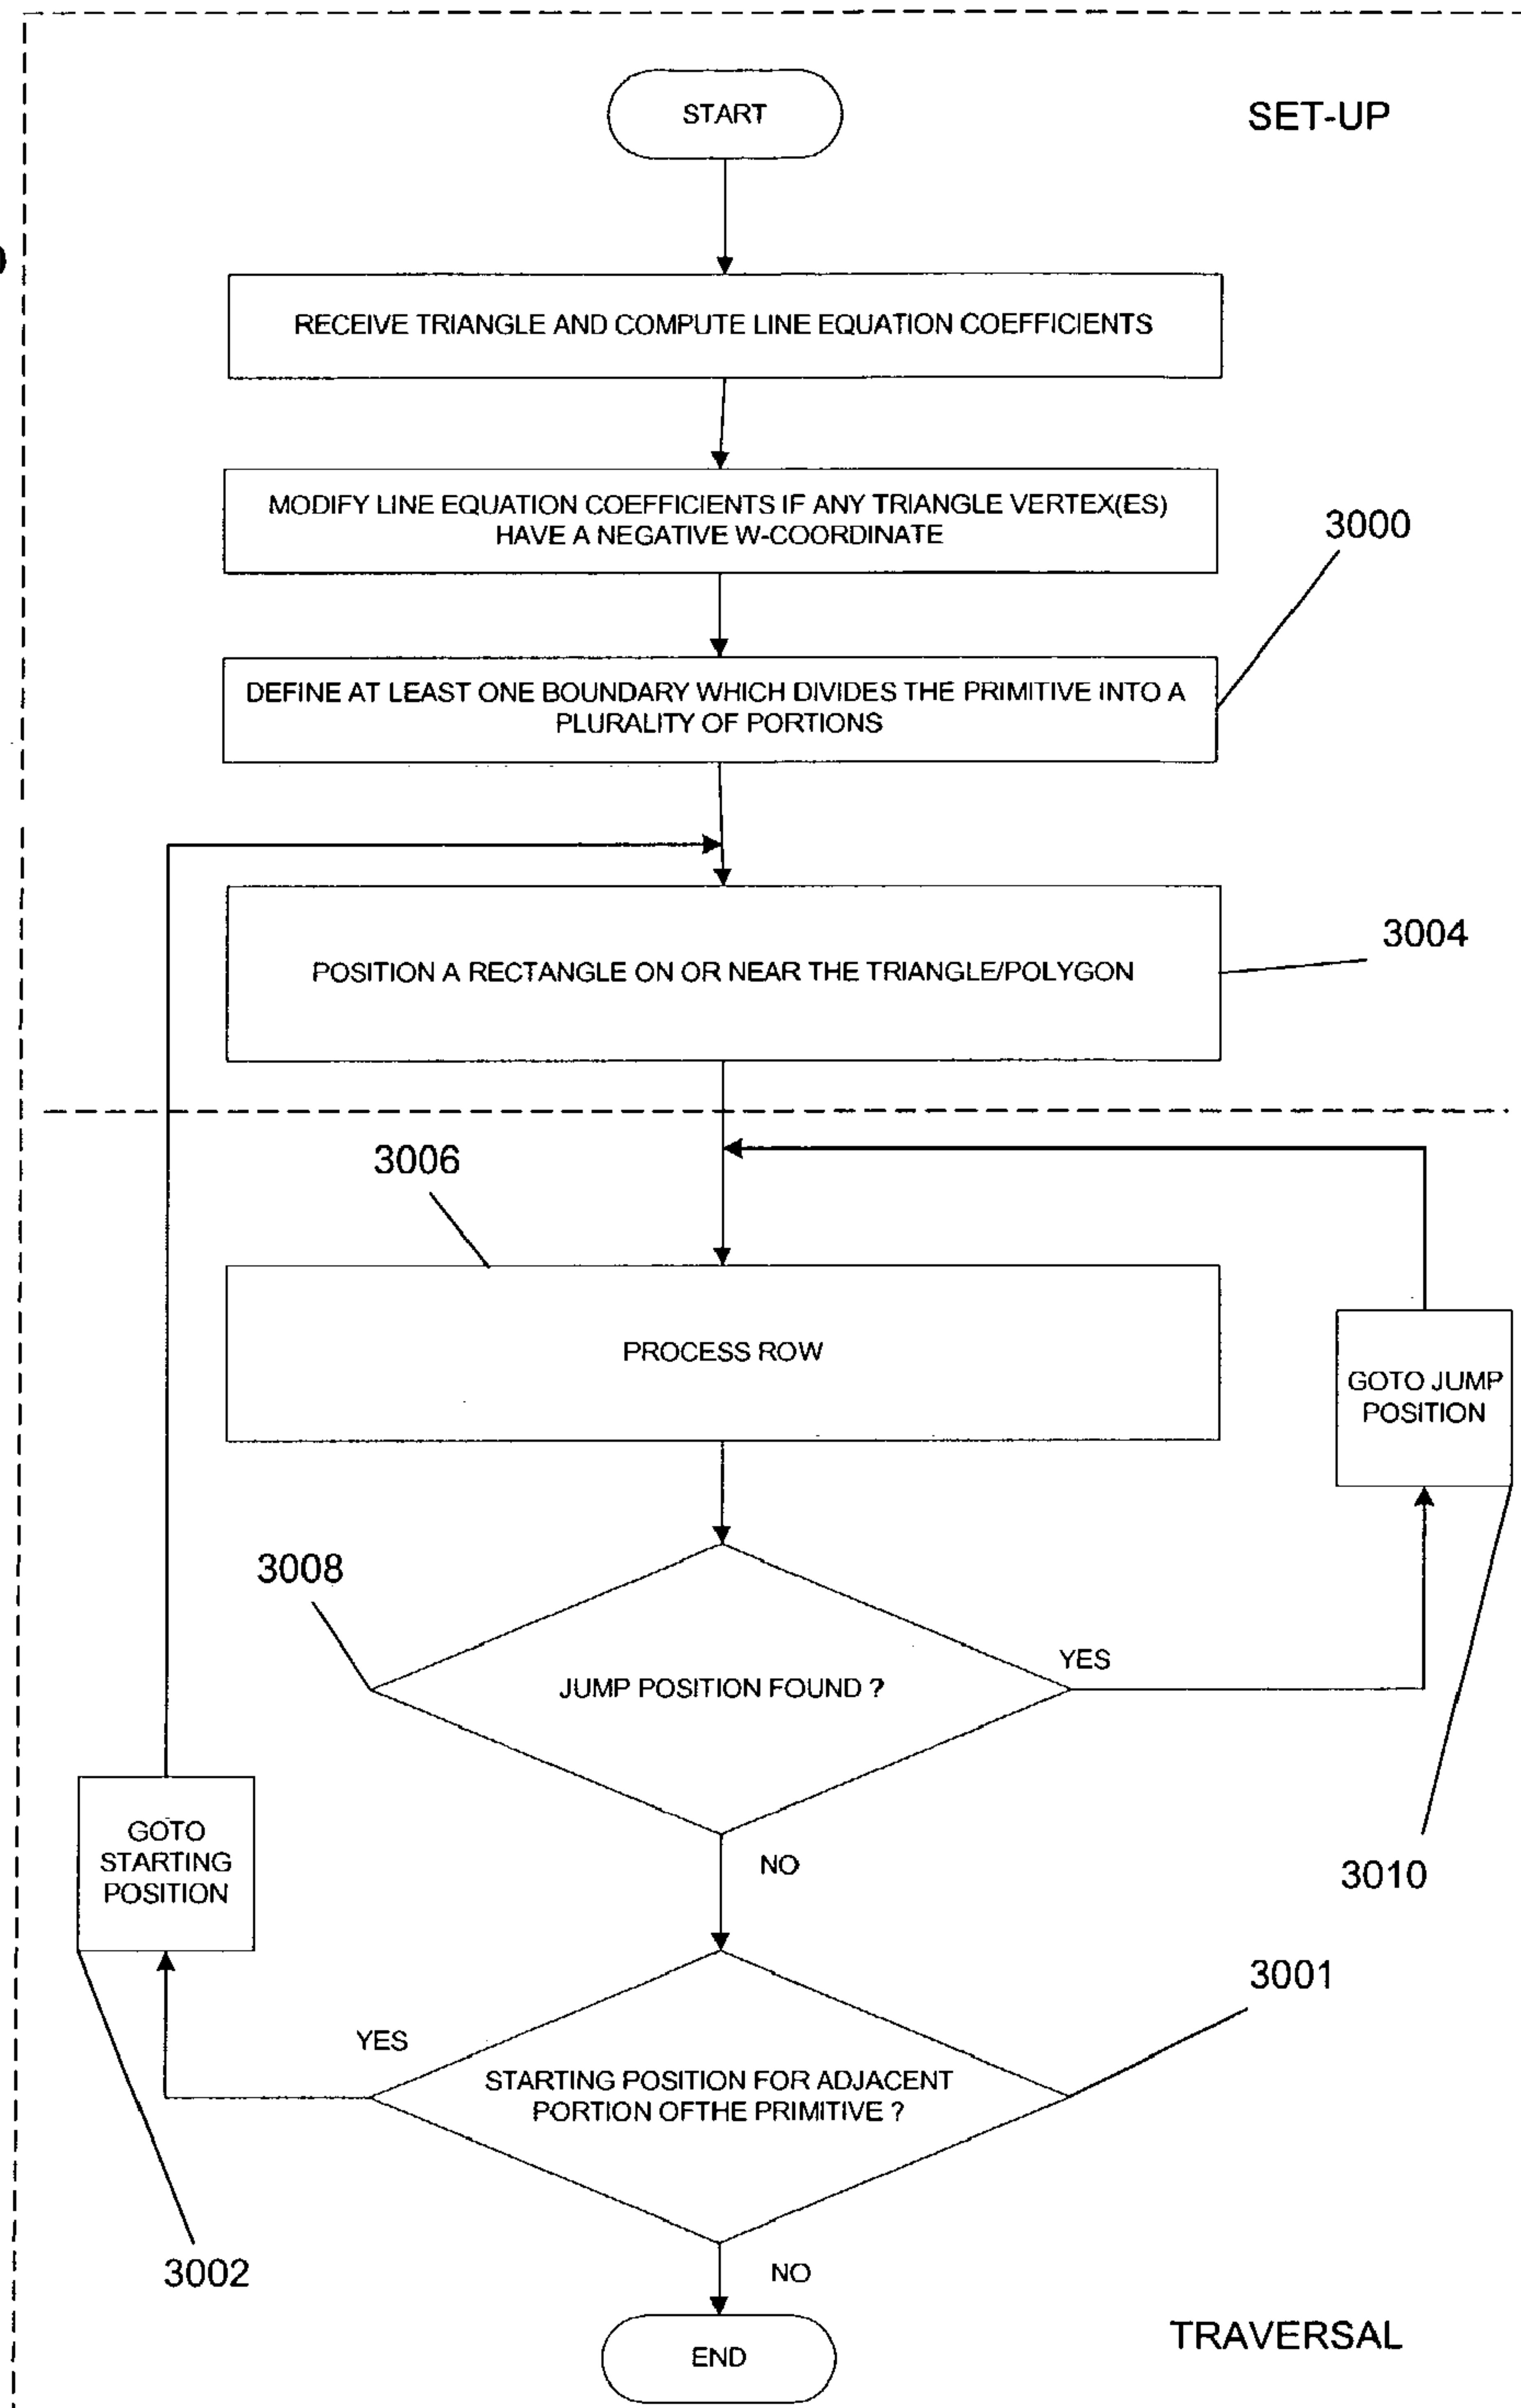 START
SET-UP
RECEIVE TRIANGLE AND COMPUTE LINE EQUATION COEFFICIENTS
MODIFY LINE EQUATION COEFFICIENTS IF ANY TRIANGLE VERTEX(ES)
HAVE A NEGATIVE W-COORDINATE
3000
DEFINE AT LEAST ONE BOUNDARY WHICH DIVIDES THE PRIMITIVE INTO A
PLURALITY OF PORTIONS
3004
POSITION A RECTANGLE ON OR NEAR THE TRIANGLE/POLYGON
3006
PROCESS ROW
GOTO JUMP
POSITION
3008
YES
JUMP POSITION FOUND ?
GOTO
STARTING
POSITION
NO
3010
3001
YES
STARTING POSITION FOR ADJACENT
PORTION OFTHE PRIMITIVE ?
3002
NO
END
TRAVERSAL